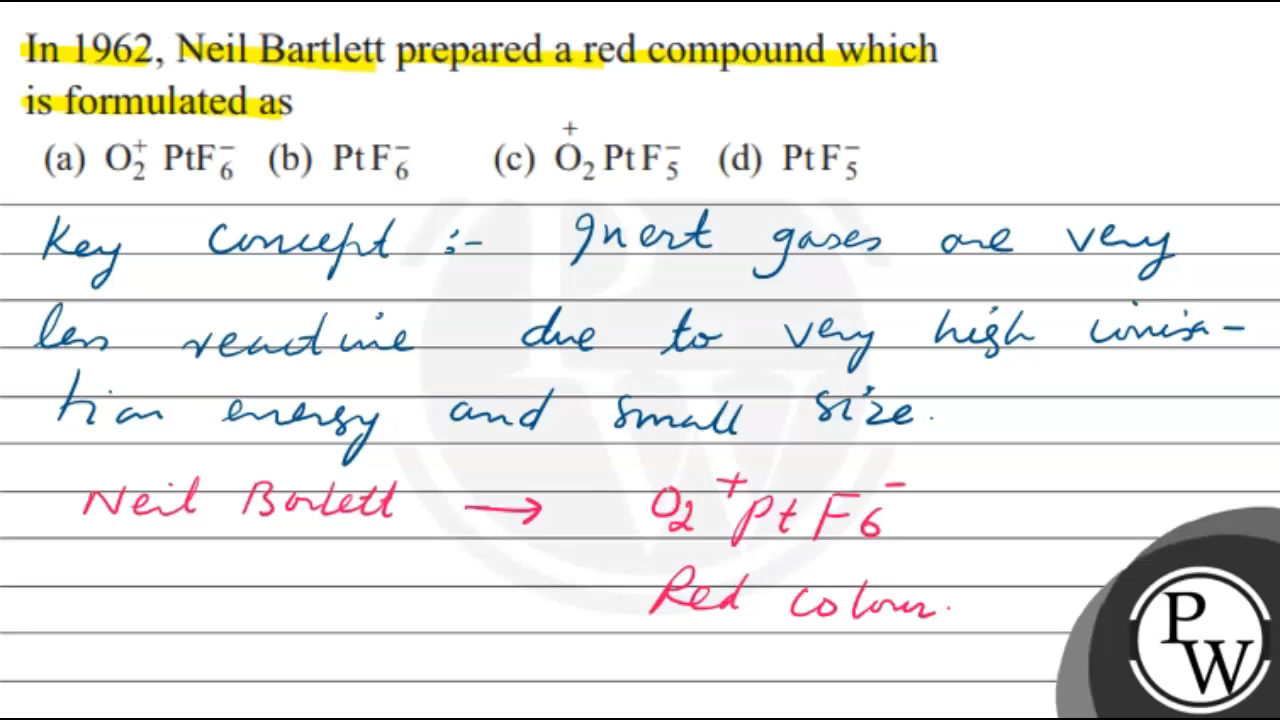 In 1962, Neil Bartlett prepared a red compound which
is formulated as
(a) O₂⁺ PtF₆⁻ (b) PtF₆⁻ (c) O₂⁺ PtF₅⁻ (d) PtF₅⁻
Key concept :- Inert gases are very
less reactive due to very high ionisa-
tion energy and small size.
Neil Bartlett → O₂⁺PtF₆⁻
Red colour.
PW
PW